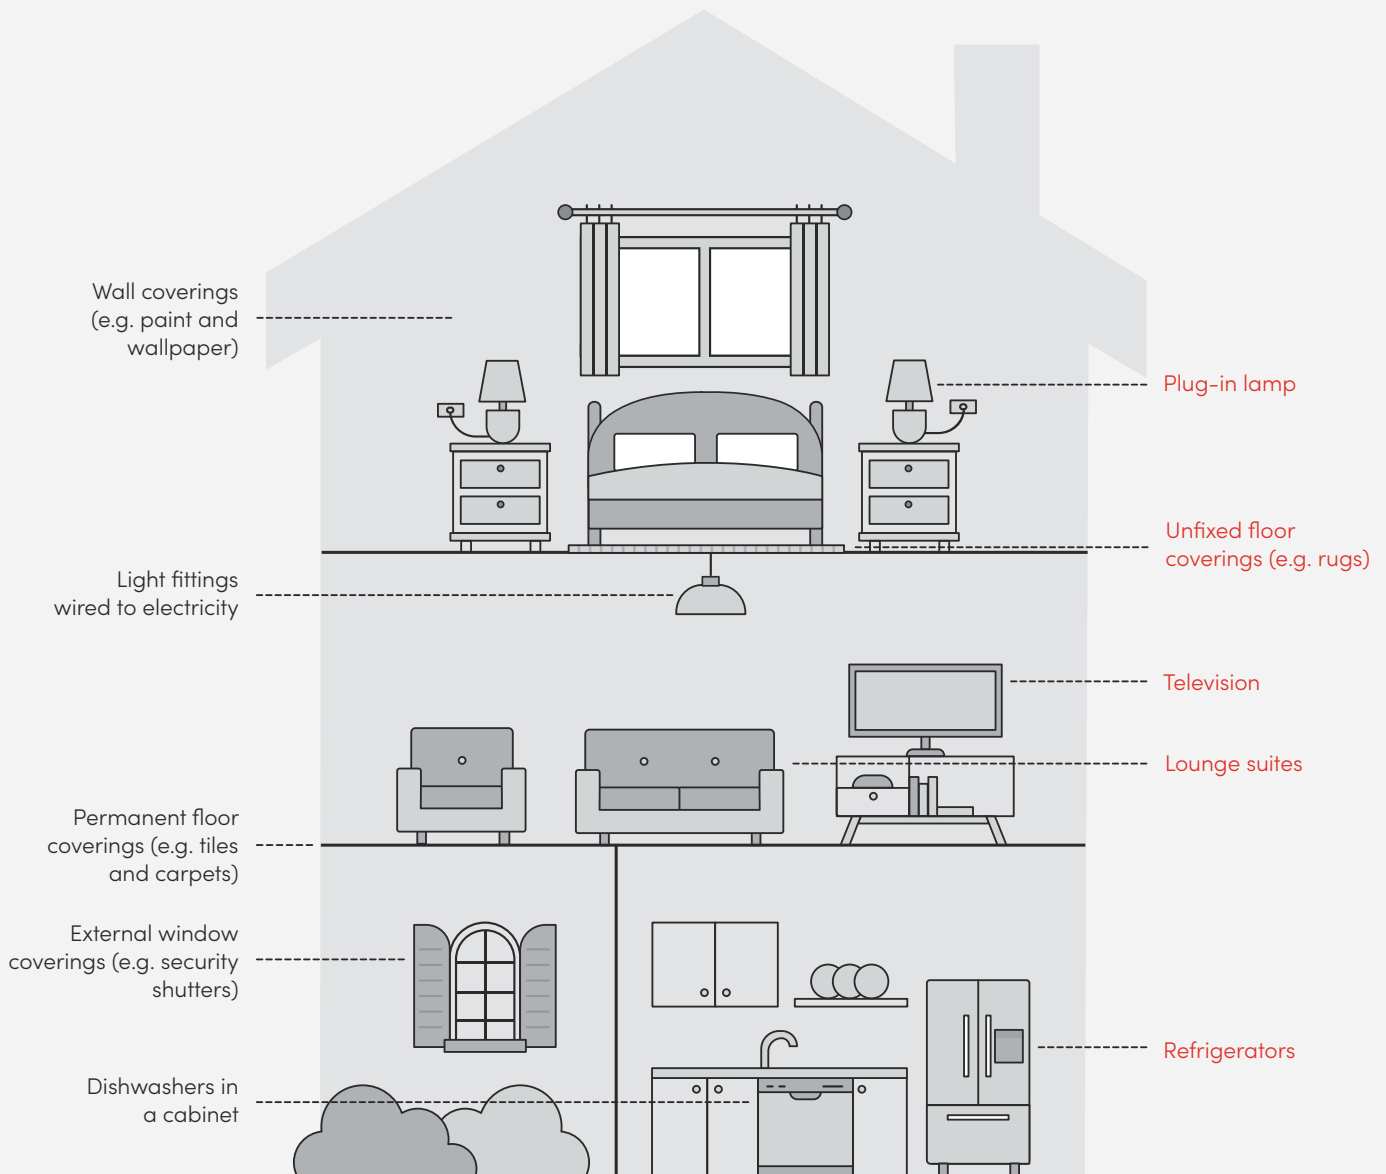 Wall coverings
(e.g. paint and
wallpaper)
Plug-in lamp
Unfixed floor
coverings (e.g. rugs)
Light fittings
wired to electricity
Television
Lounge suites
Permanent floor
coverings (e.g. tiles
and carpets)
External window
coverings (e.g. security
shutters)
Refrigerators
Dishwashers in
a cabinet